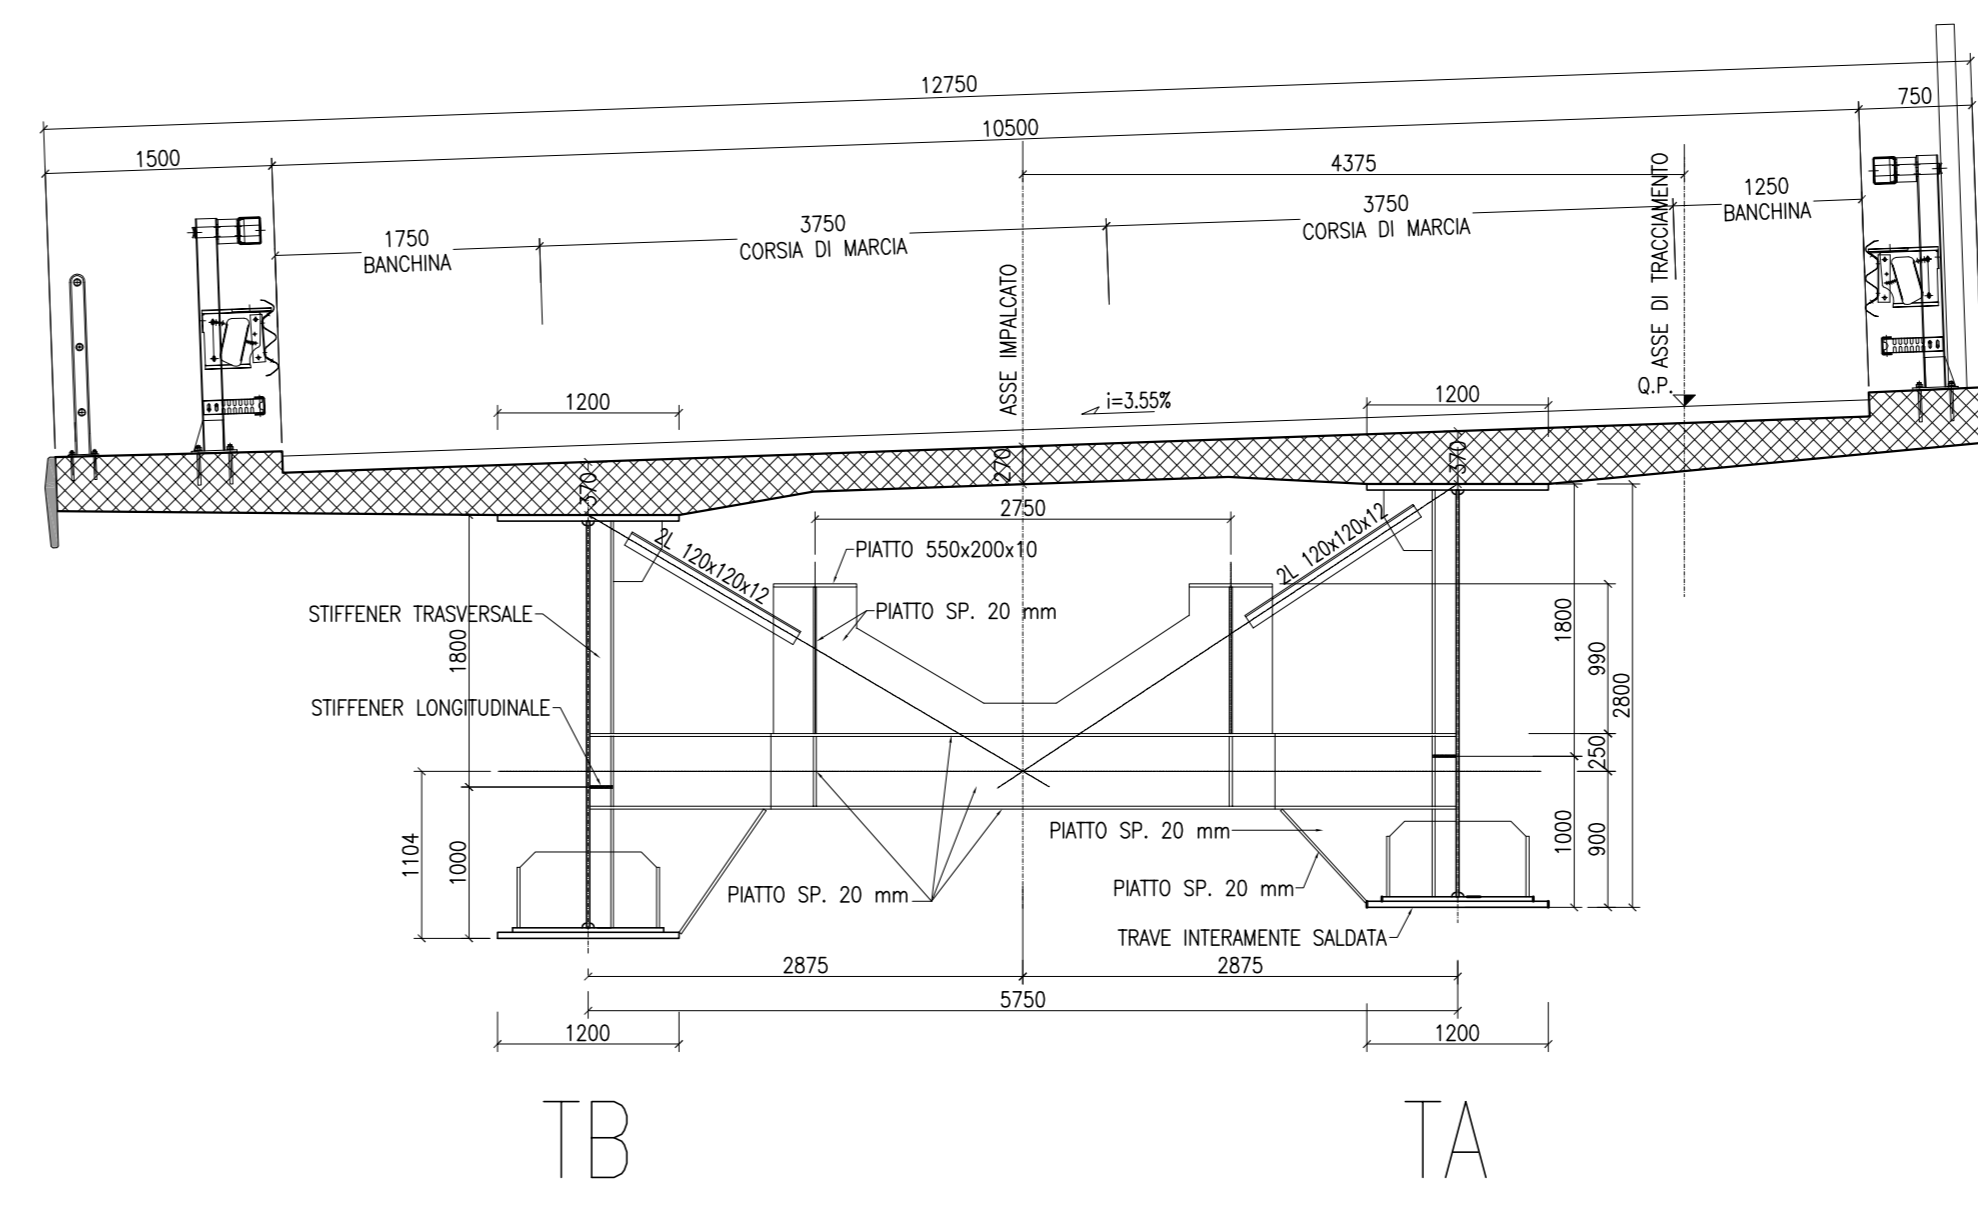 12750
750
10500
1500
4375
1250
BANCHINA
3750
CORSIA DI MARCIA
3750
CORSIA DI MARCIA
1750
BANCHINA
ASSE IMPALCATO
ASSE DI TRACCIAMENTO
Q.P.
i=3.55%
1200
1200
370
270
370
2750
2L 120x120x12
2L 120x120x12
PIATTO 550x200x10
PIATTO SP. 20 mm
STIFFENER TRASVERSALE
1800
STIFFENER LONGITUDINALE
1800
990
2800
250
1104
1000
1000
900
PIATTO SP. 20 mm
PIATTO SP. 20 mm
PIATTO SP. 20 mm
TRAVE INTERAMENTE SALDATA
2875
2875
5750
1200
1200
TB
TA